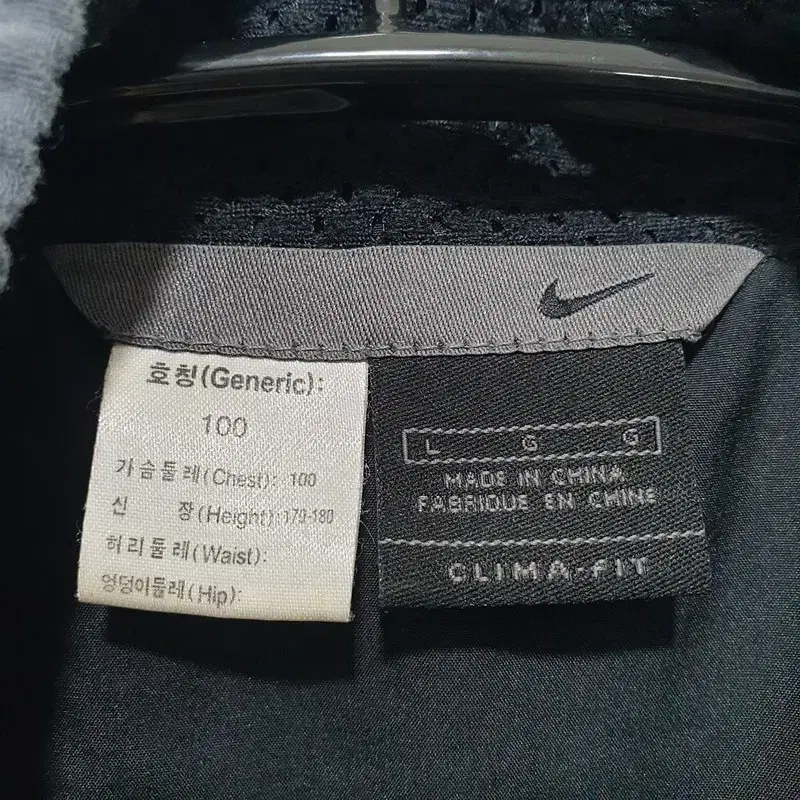 호칭(Generic):
100
가슴둘레(Chest): 100
신 장(Height):170-180
허리둘레(Waist):
엉덩이둘레(Hip):
L G G
MADE IN CHINA
FABRIQUE EN CHINE
CLIMA-FIT